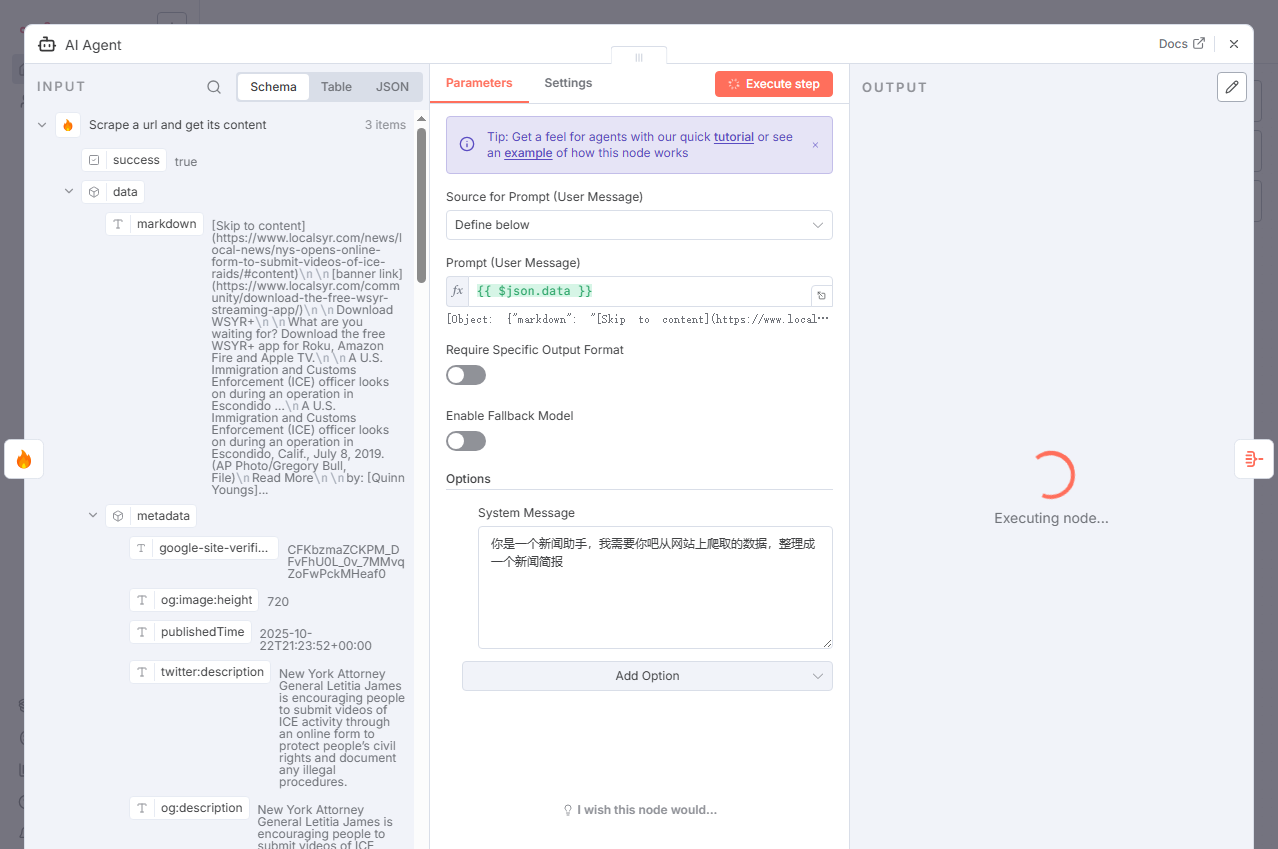 AI Agent
Docs
INPUT
Schema
Table
JSON
Scrape a url and get its content
3 items
success
true
data
markdown
[Skip to content]
(https://www.localsyr.com/news/l
ocal-news/nys-opens-online-
form-to-submit-videos-of-ice-
raids/#content)\n\n[banner link]
(https://www.localsyr.com/comm
unity/download-the-free-wsyr-
streaming-app/)\n\nDownload
WSYR+\n\nWhat are you
waiting for? Download the free
WSYR+ app for Roku, Amazon
Fire and Apple TV.\n\nA U.S.
Immigration and Customs
Enforcement (ICE) officer looks
on during an operation in
Escondido ...\nA U.S.
Immigration and Customs
Enforcement (ICE) officer looks
on during an operation in
Escondido, Calif., July 8, 2019.
(AP Photo/Gregory Bull,
File)\nRead More\n\nby: [Quinn
Youngs]...
metadata
google-site-verifi...
CFKbzmaZCKPM_D
FvFhU0L_0v_7MMvq
ZoFwPckMHeaf0
og:image:height
720
publishedTime
2025-10-
22T21:23:52+00:00
twitter:description
New York Attorney
General Letitia James
is encouraging people
to submit videos of
ICE activity through
an online form to
protect people's civil
rights and document
any illegal
procedures.
og:description
New York Attorney
General Letitia James is
encouraging people to
submit videos of ICE
Parameters
Settings
Execute step
Tip: Get a feel for agents with our quick tutorial or see
an example of how this node works
Source for Prompt (User Message)
Define below
Prompt (User Message)
fx
{{ $json.data }}
[Object: {"markdown": "[Skip to content](https://www.local…
Require Specific Output Format
Enable Fallback Model
Options
System Message
你是一个新闻助手，我需要你吧从网站上爬取的数据，整理成
一个新闻简报
Add Option
I wish this node would...
OUTPUT
Executing node...